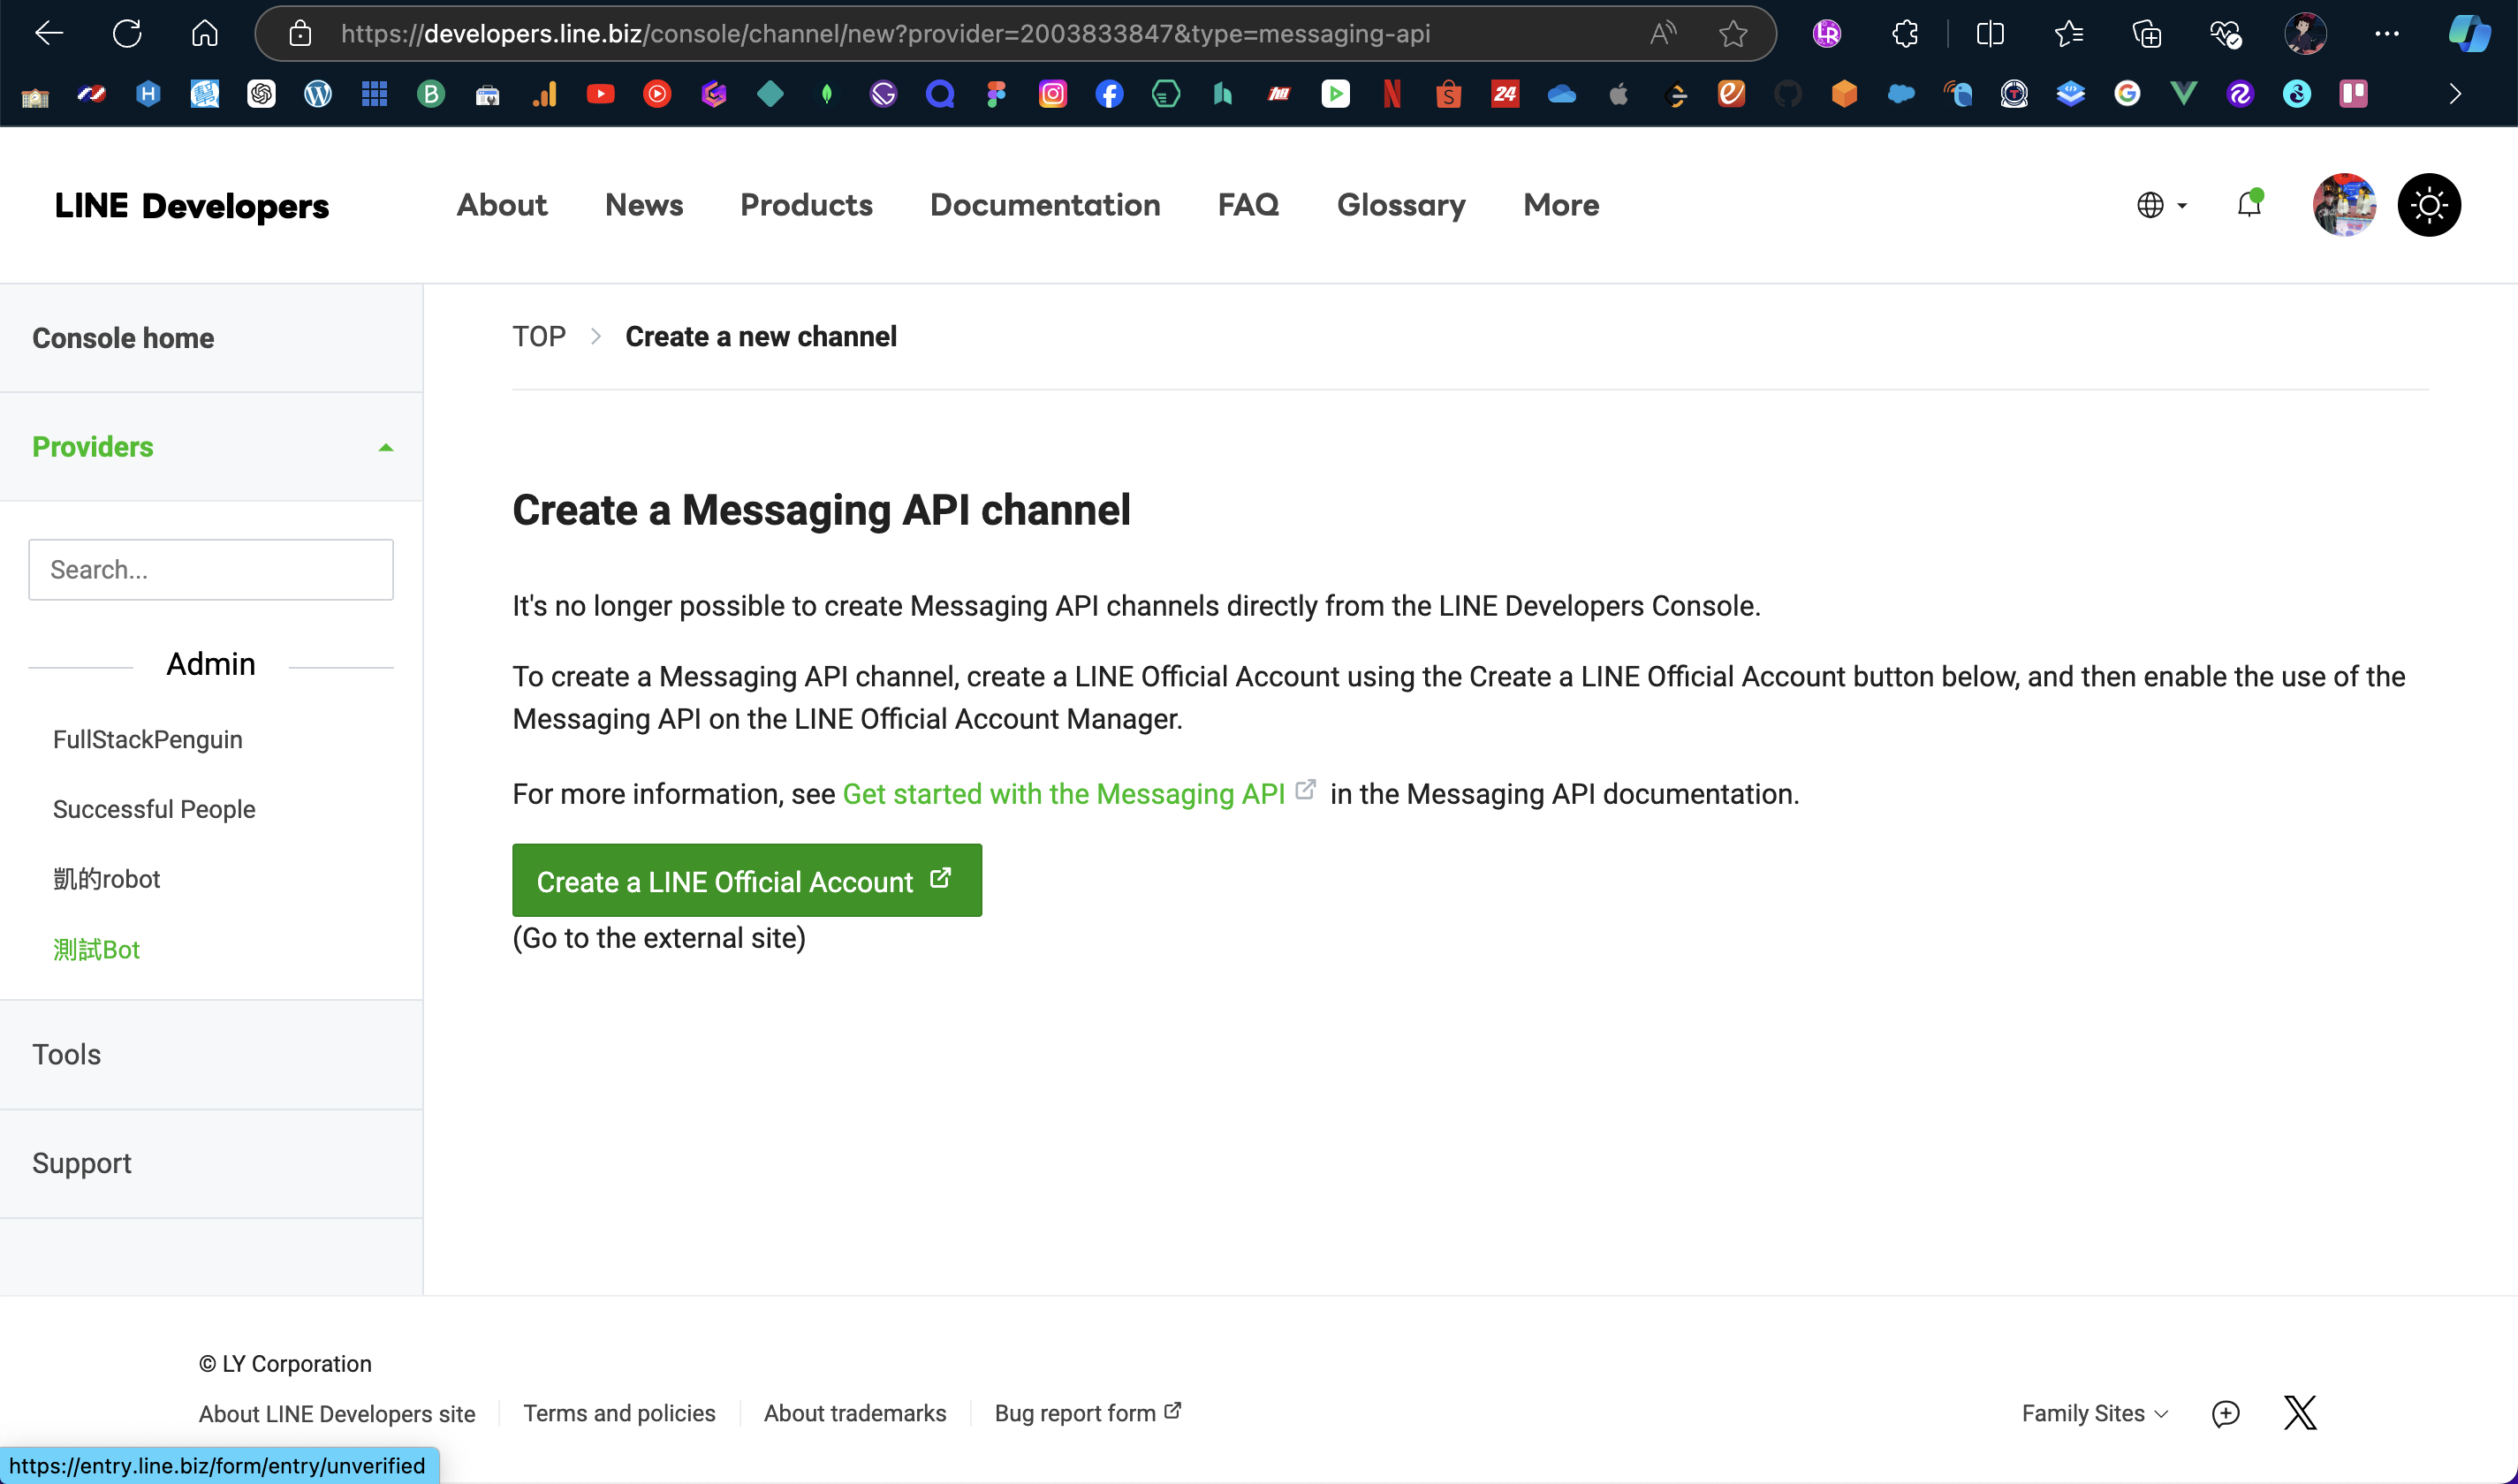 https://developers.line.biz/console/channel/new?provider=2003833847&type=messaging-api
LINE Developers
About
News
Products
Documentation
FAQ
Glossary
More
Console home
Providers
Search...
Admin
FullStackPenguin
Successful People
凱的robot
測試Bot
Tools
Support
TOP
Create a new channel
Create a Messaging API channel
It's no longer possible to create Messaging API channels directly from the LINE Developers Console.
To create a Messaging API channel, create a LINE Official Account using the Create a LINE Official Account button below, and then enable the use of the
Messaging API on the LINE Official Account Manager.
For more information, see Get started with the Messaging API in the Messaging API documentation.
Create a LINE Official Account
(Go to the external site)
© LY Corporation
About LINE Developers site
Terms and policies
About trademarks
Bug report form
Family Sites
https://entry.line.biz/form/entry/unverified